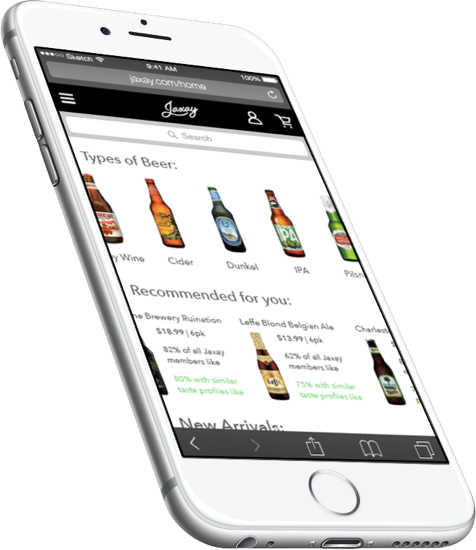 Sketch 9:41 AM 100%
jaxay.com/home
Jaxay
Search
Types of Beer:
y Wine Cider Dunkel IPA Pilsn
Recommended for you:
ne Brewery Ruination Leffe Blond Belgian Ale Charlest
$18.99 | 6pk $13.99 | 6pk
82% of all Jaxay 62% of all Jaxay
members like members like
80% with similar 75% with similar
taste profiles like taste profiles like
New Arrivals: